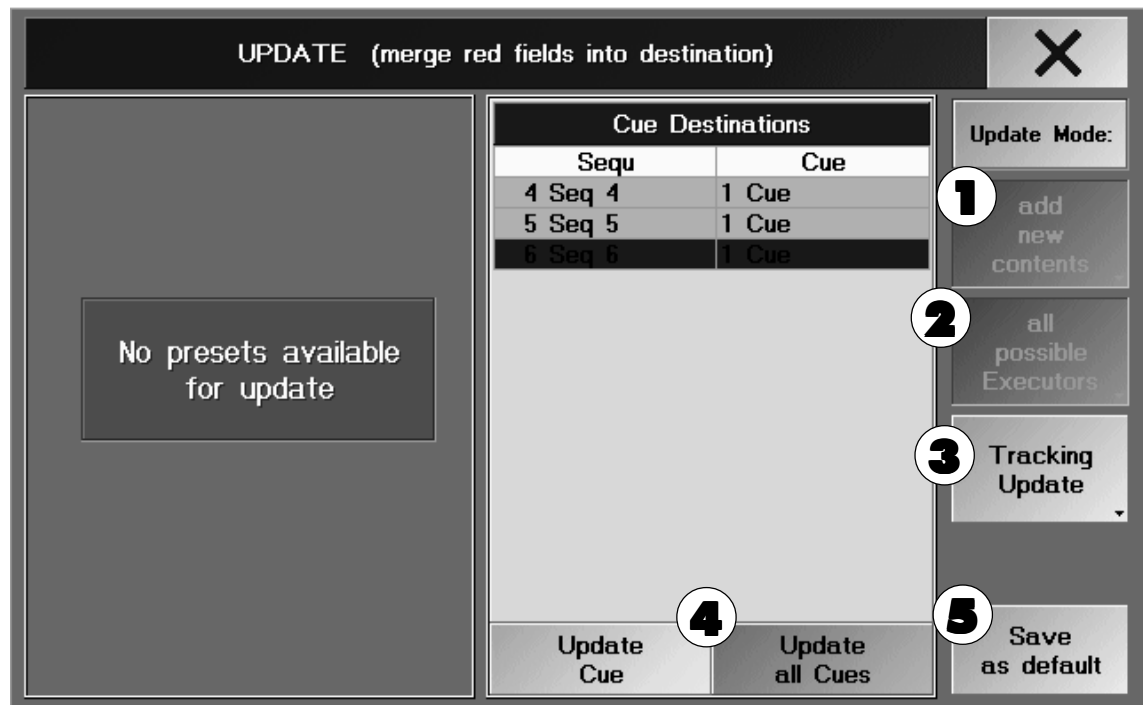 UPDATE (merge red fields into destination)
No presets available
for update
Cue Destinations
Sequ Cue
4 Seq 4 1 Cue
5 Seq 5 1 Cue
6 Seq 6 1 Cue
Update Cue
Update all Cues
Update Mode:
1
add
new
contents
2
all
possible
Executors
3
Tracking
Update
4
5
Save
as default